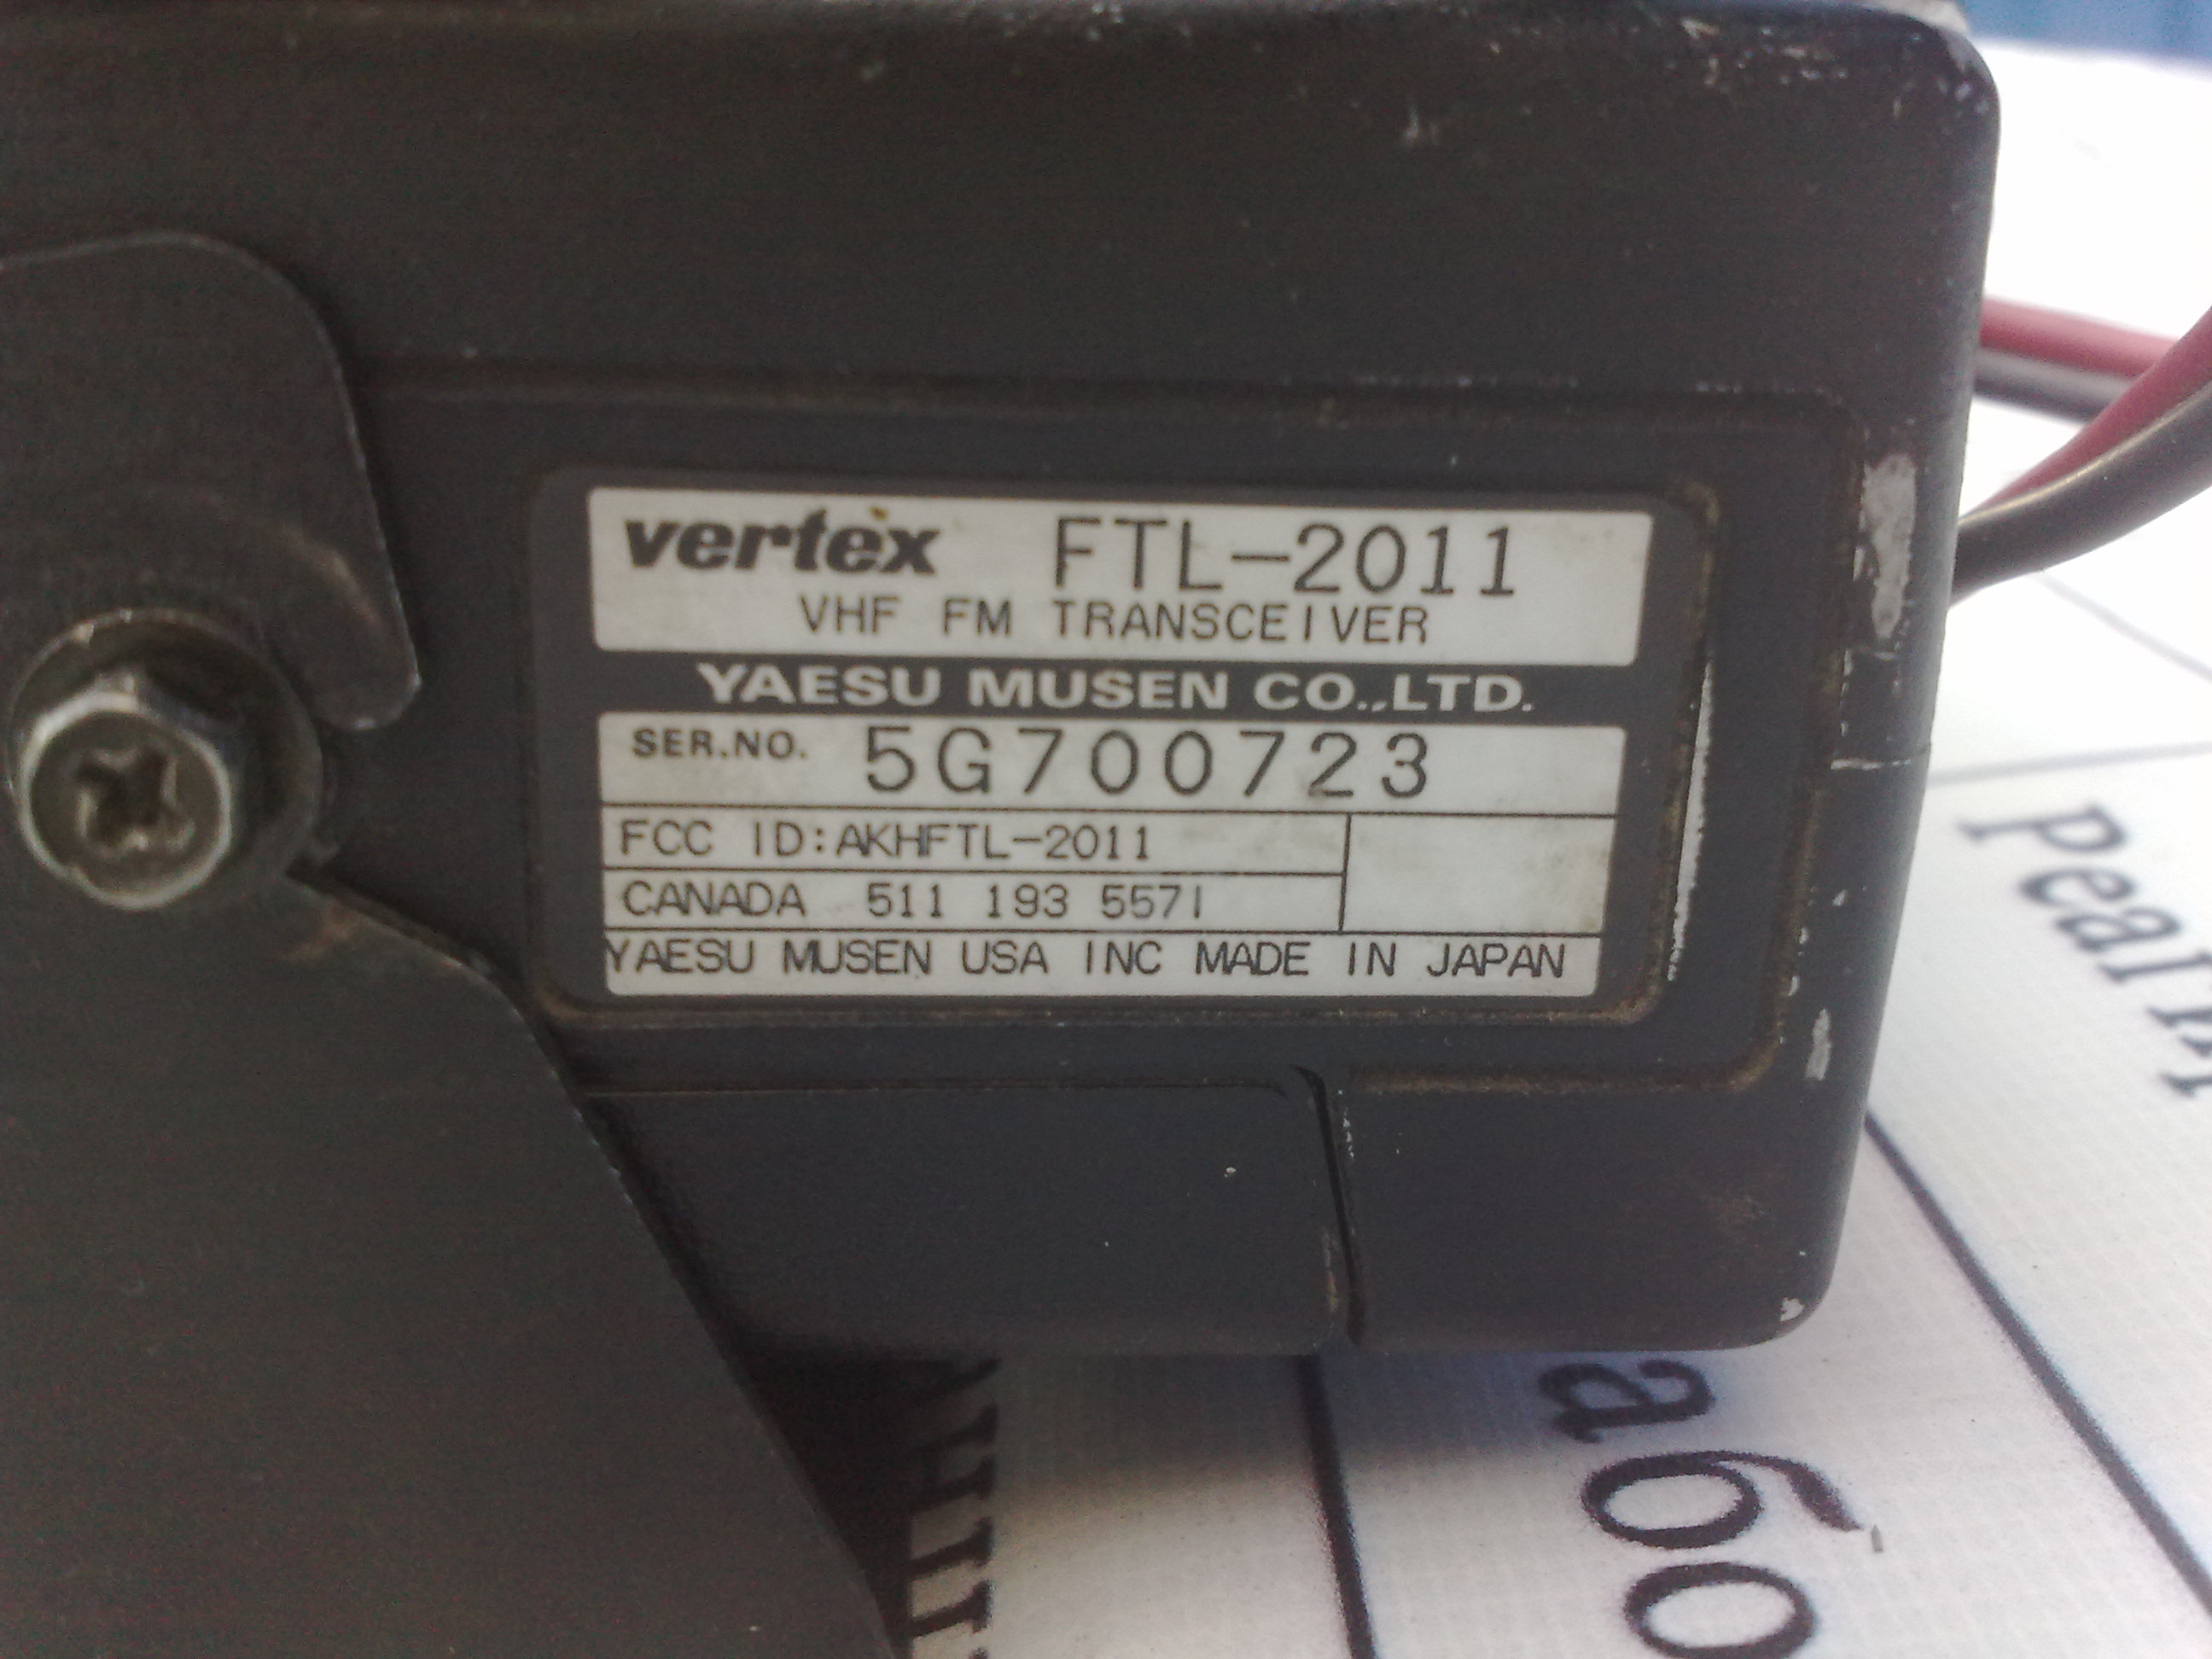 vertex FTL-2011
VHF FM TRANSCEIVER
YAESU MUSEN CO.,LTD.
SER.NO. 5G700723
FCC ID:AKHFTL-2011
CANADA 511 193 557I
YAESU MUSEN USA INC MADE IN JAPAN